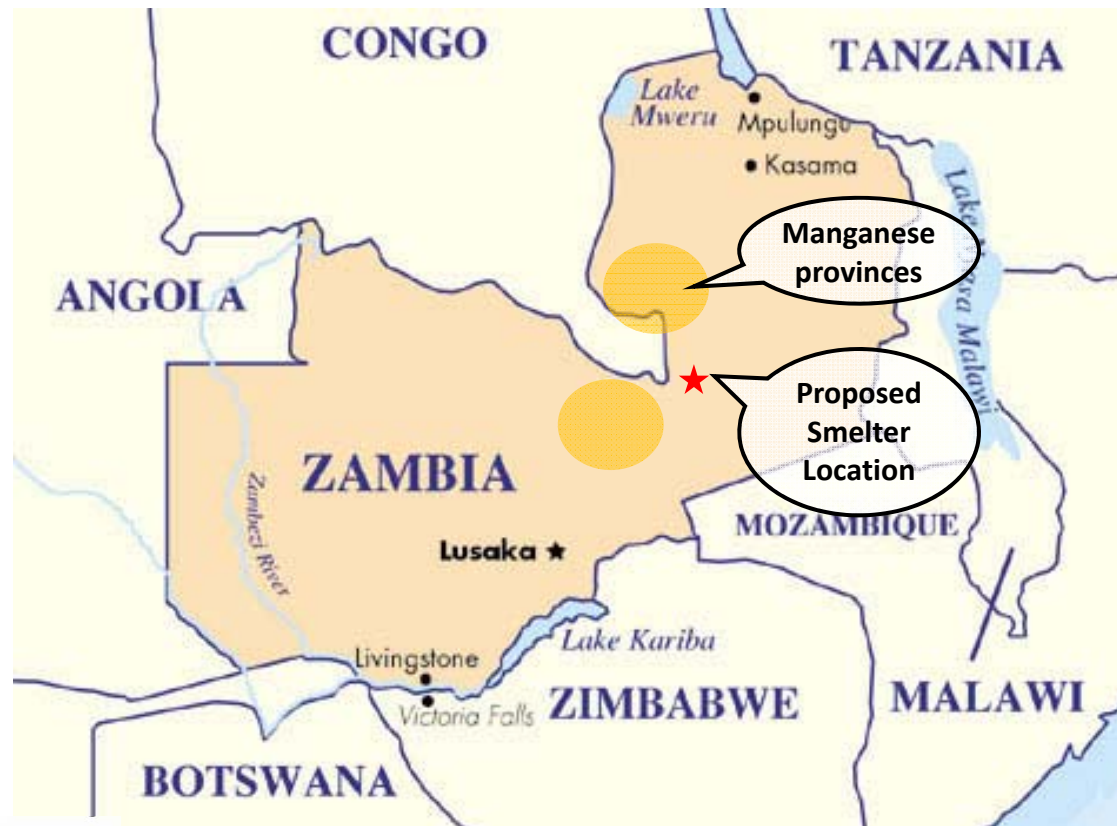 CONGO
TANZANIA
Lake
Mweru
Mpulungu
Kasama
Manganese
provinces
ANGOLA
Lake
Malawi
Proposed
Smelter
Location
ZAMBIA
Zambezi River
MOZAMBIQUE
Lusaka
Lake Kariba
Livingstone
Victoria Falls
ZIMBABWE
MALAWI
BOTSWANA